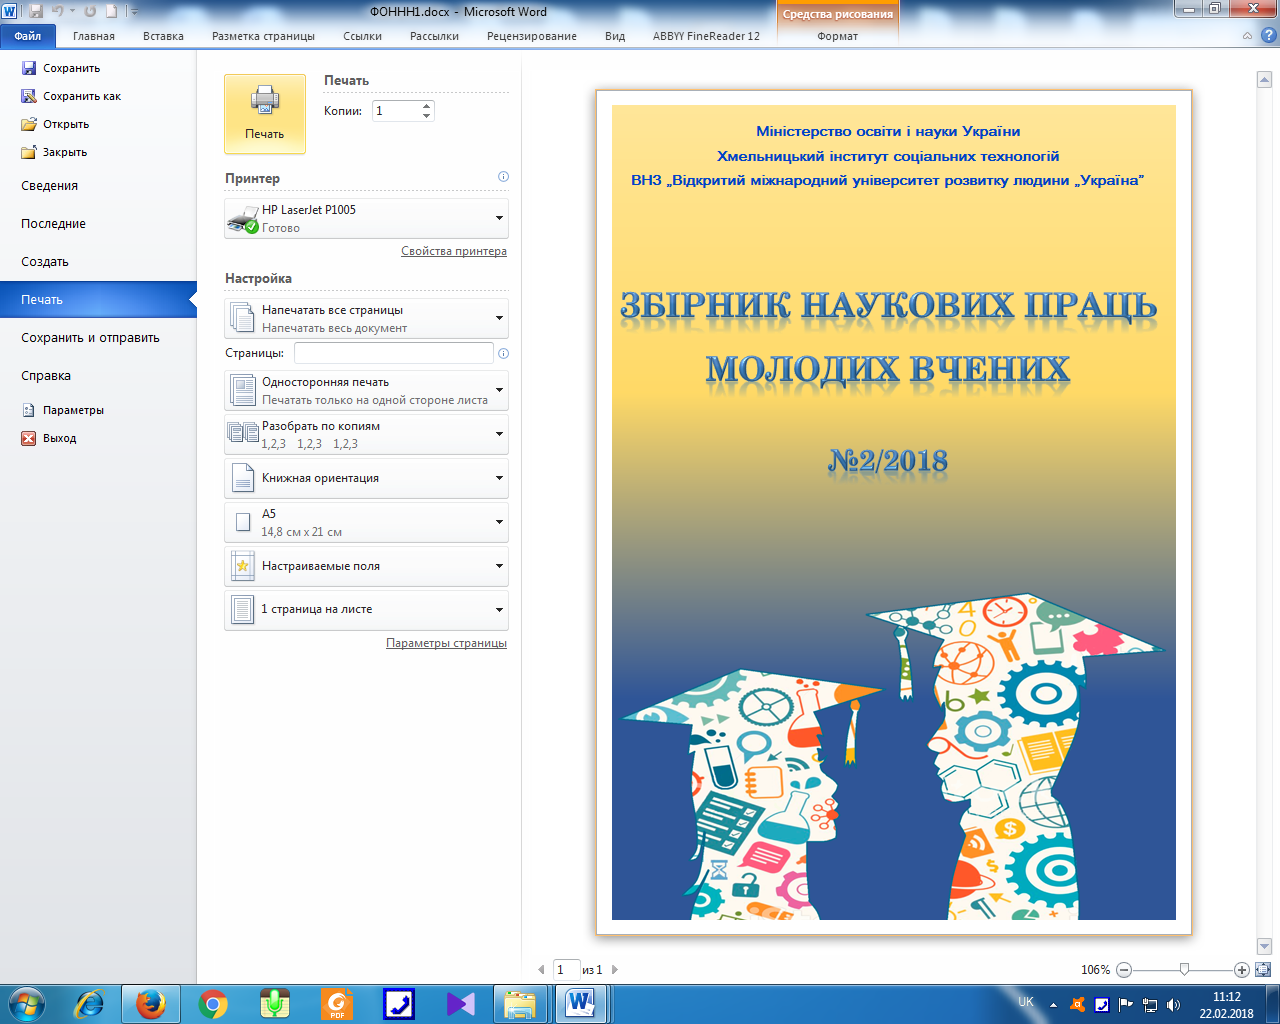 ФОННН1.docx - Microsoft Word
Средства рисования
Файл
Главная
Вставка
Разметка страницы
Ссылки
Рассылки
Рецензирование
Вид
ABBYY FineReader 12
Формат
Сохранить
Сохранить как
Открыть
Закрыть
Сведения
Последние
Создать
Печать
Сохранить и отправить
Справка
Параметры
Выход
Печать
Печать
Копии: 1
Принтер
HP LaserJet P1005
Готово
Свойства принтера
Настройка
Напечатать все страницы
Напечатать весь документ
Страницы:
Односторонняя печать
Печатать только на одной стороне листа
Разобрать по копиям
1,2,3 1,2,3 1,2,3
Книжная ориентация
A5
14,8 см x 21 см
Настраиваемые поля
1 страница на листе
Параметры страницы
Міністерство освіти і науки України
Хмельницький інститут соціальних технологій
ВНЗ „Відкритий міжнародний університет розвитку людини „Україна”
ЗБІРНИК НАУКОВИХ ПРАЦЬ
МОЛОДИХ ВЧЕНИХ
№2/2018
1 из 1
106%
PDF
UK
11:12
22.02.2018